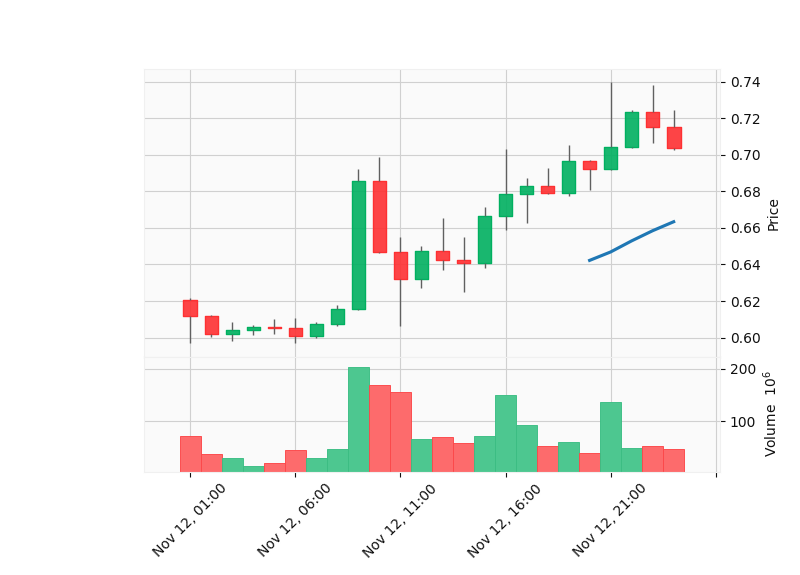 0.74
0.72
0.70
0.68
0.66
0.64
0.62
0.60
Price
200
100
Volume 10⁶
Nov 12, 01:00
Nov 12, 06:00
Nov 12, 11:00
Nov 12, 16:00
Nov 12, 21:00